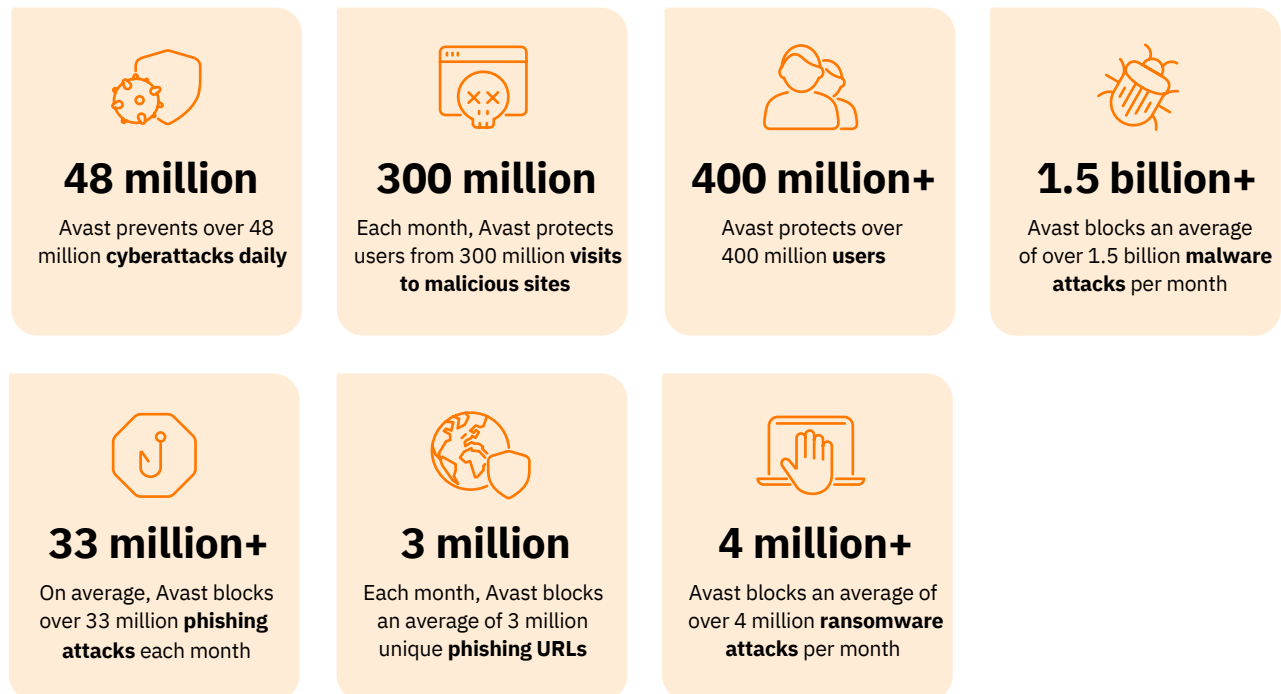 48 million
Avast prevents over 48
million cyberattacks daily
300 million
Each month, Avast protects
users from 300 million visits
to malicious sites
400 million+
Avast protects over
400 million users
1.5 billion+
Avast blocks an average
of over 1.5 billion malware
attacks per month
33 million+
On average, Avast blocks
over 33 million phishing
attacks each month
3 million
Each month, Avast blocks
an average of 3 million
unique phishing URLs
4 million+
Avast blocks an average of
over 4 million ransomware
attacks per month